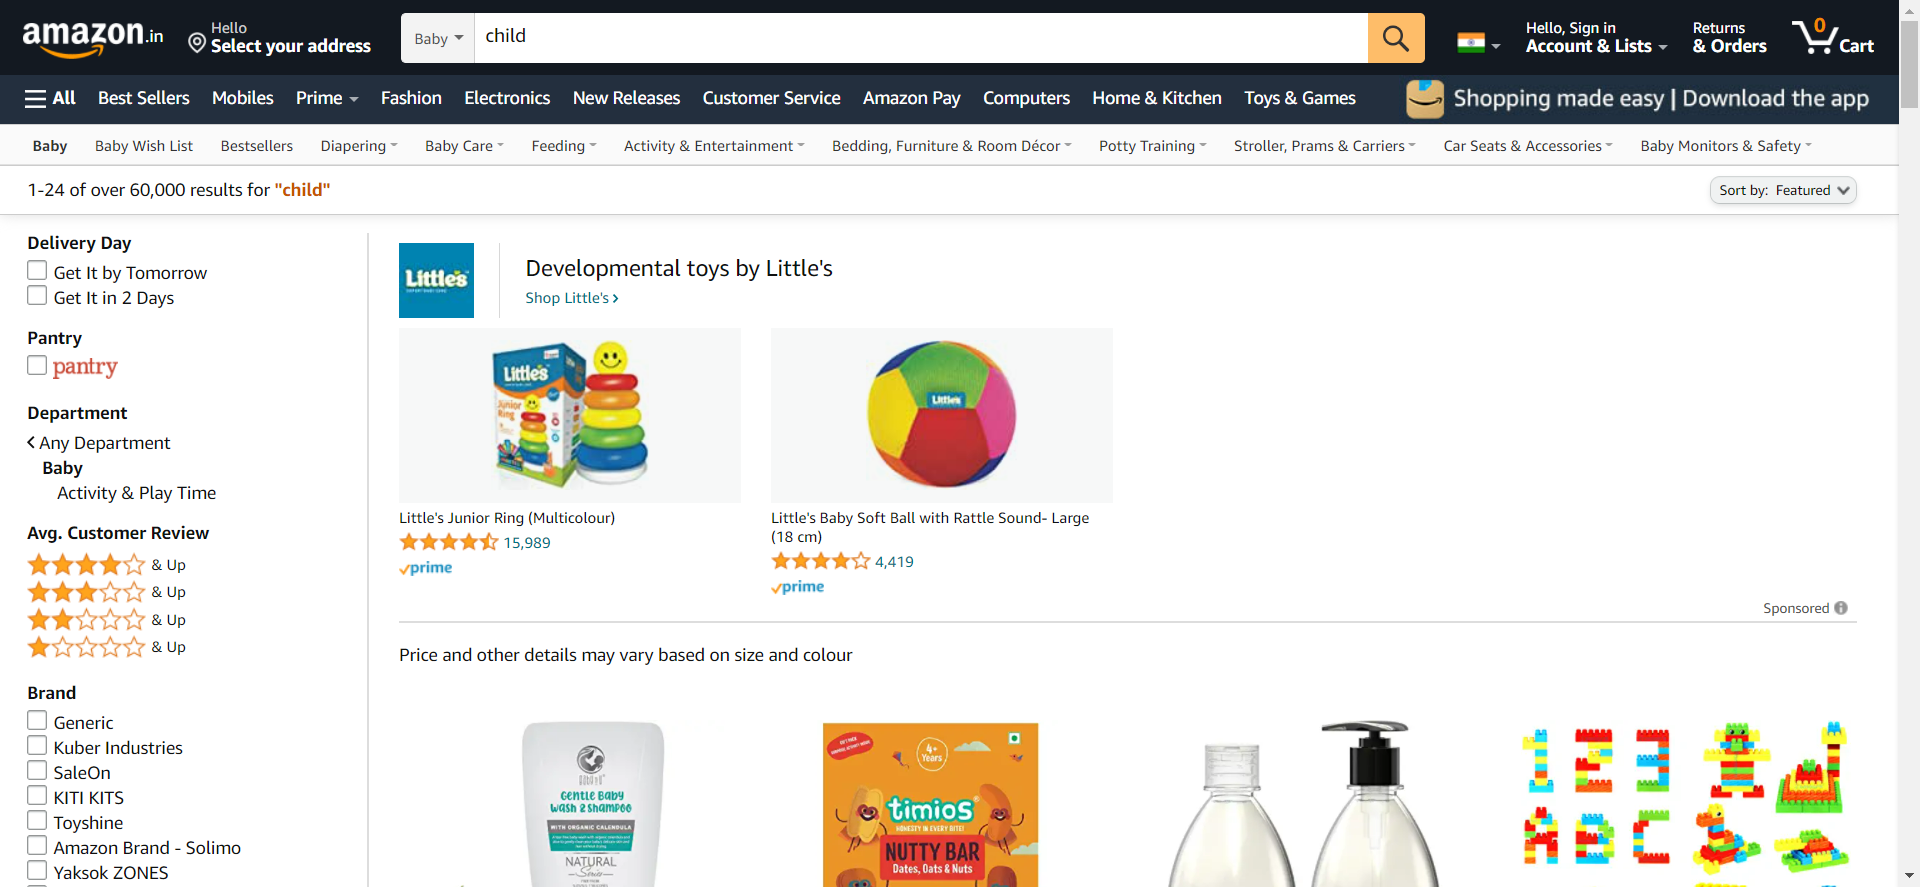 amazon.in
Hello
Select your address
Baby
child
Hello, Sign in
Account & Lists
Returns
& Orders
0
Cart
All
Best Sellers
Mobiles
Prime
Fashion
Electronics
New Releases
Customer Service
Amazon Pay
Computers
Home & Kitchen
Toys & Games
Shopping made easy | Download the app
Baby
Baby Wish List
Bestsellers
Diapering
Baby Care
Feeding
Activity & Entertainment
Bedding, Furniture & Room Décor
Potty Training
Stroller, Prams & Carriers
Car Seats & Accessories
Baby Monitors & Safety
1-24 of over 60,000 results for "child"
Sort by: Featured
Delivery Day
Get It by Tomorrow
Get It in 2 Days
Pantry
pantry
Department
Any Department
Baby
Activity & Play Time
Avg. Customer Review
& Up
& Up
& Up
& Up
Brand
Generic
Kuber Industries
SaleOn
KITI KITS
Toyshine
Amazon Brand - Solimo
Yaksok ZONES
Little's
Developmental toys by Little's
Shop Little's
Little's
Junior
Ring
Little's
Little's Junior Ring (Multicolour)
15,989
prime
Little's Baby Soft Ball with Rattle Sound- Large
(18 cm)
4,419
prime
Sponsored
Price and other details may vary based on size and colour
GENTLE BABY
WASH & SHAMPOO
WITH ORGANIC CALENDULA
NATURAL
Series
4+
Years
timios
HONESTY IN EVERY BITE!
NUTTY BAR
Dates, Oats & Nuts
1 2 3
A B C